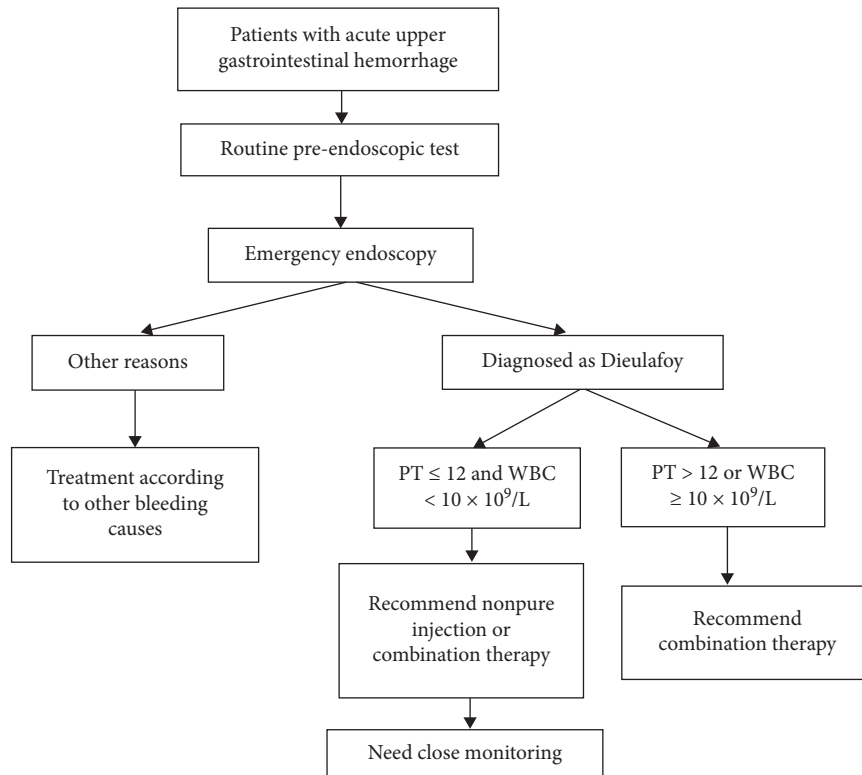 Patients with acute upper
gastrointestinal hemorrhage
Routine pre-endoscopic test
Emergency endoscopy
Other reasons
Diagnosed as Dieulafoy
Treatment according
to other bleeding
causes
PT ≤ 12 and WBC
< 10 × 10⁹/L
PT > 12 or WBC
≥ 10 × 10⁹/L
Recommend nonpure
injection or
combination therapy
Recommend
combination therapy
Need close monitoring